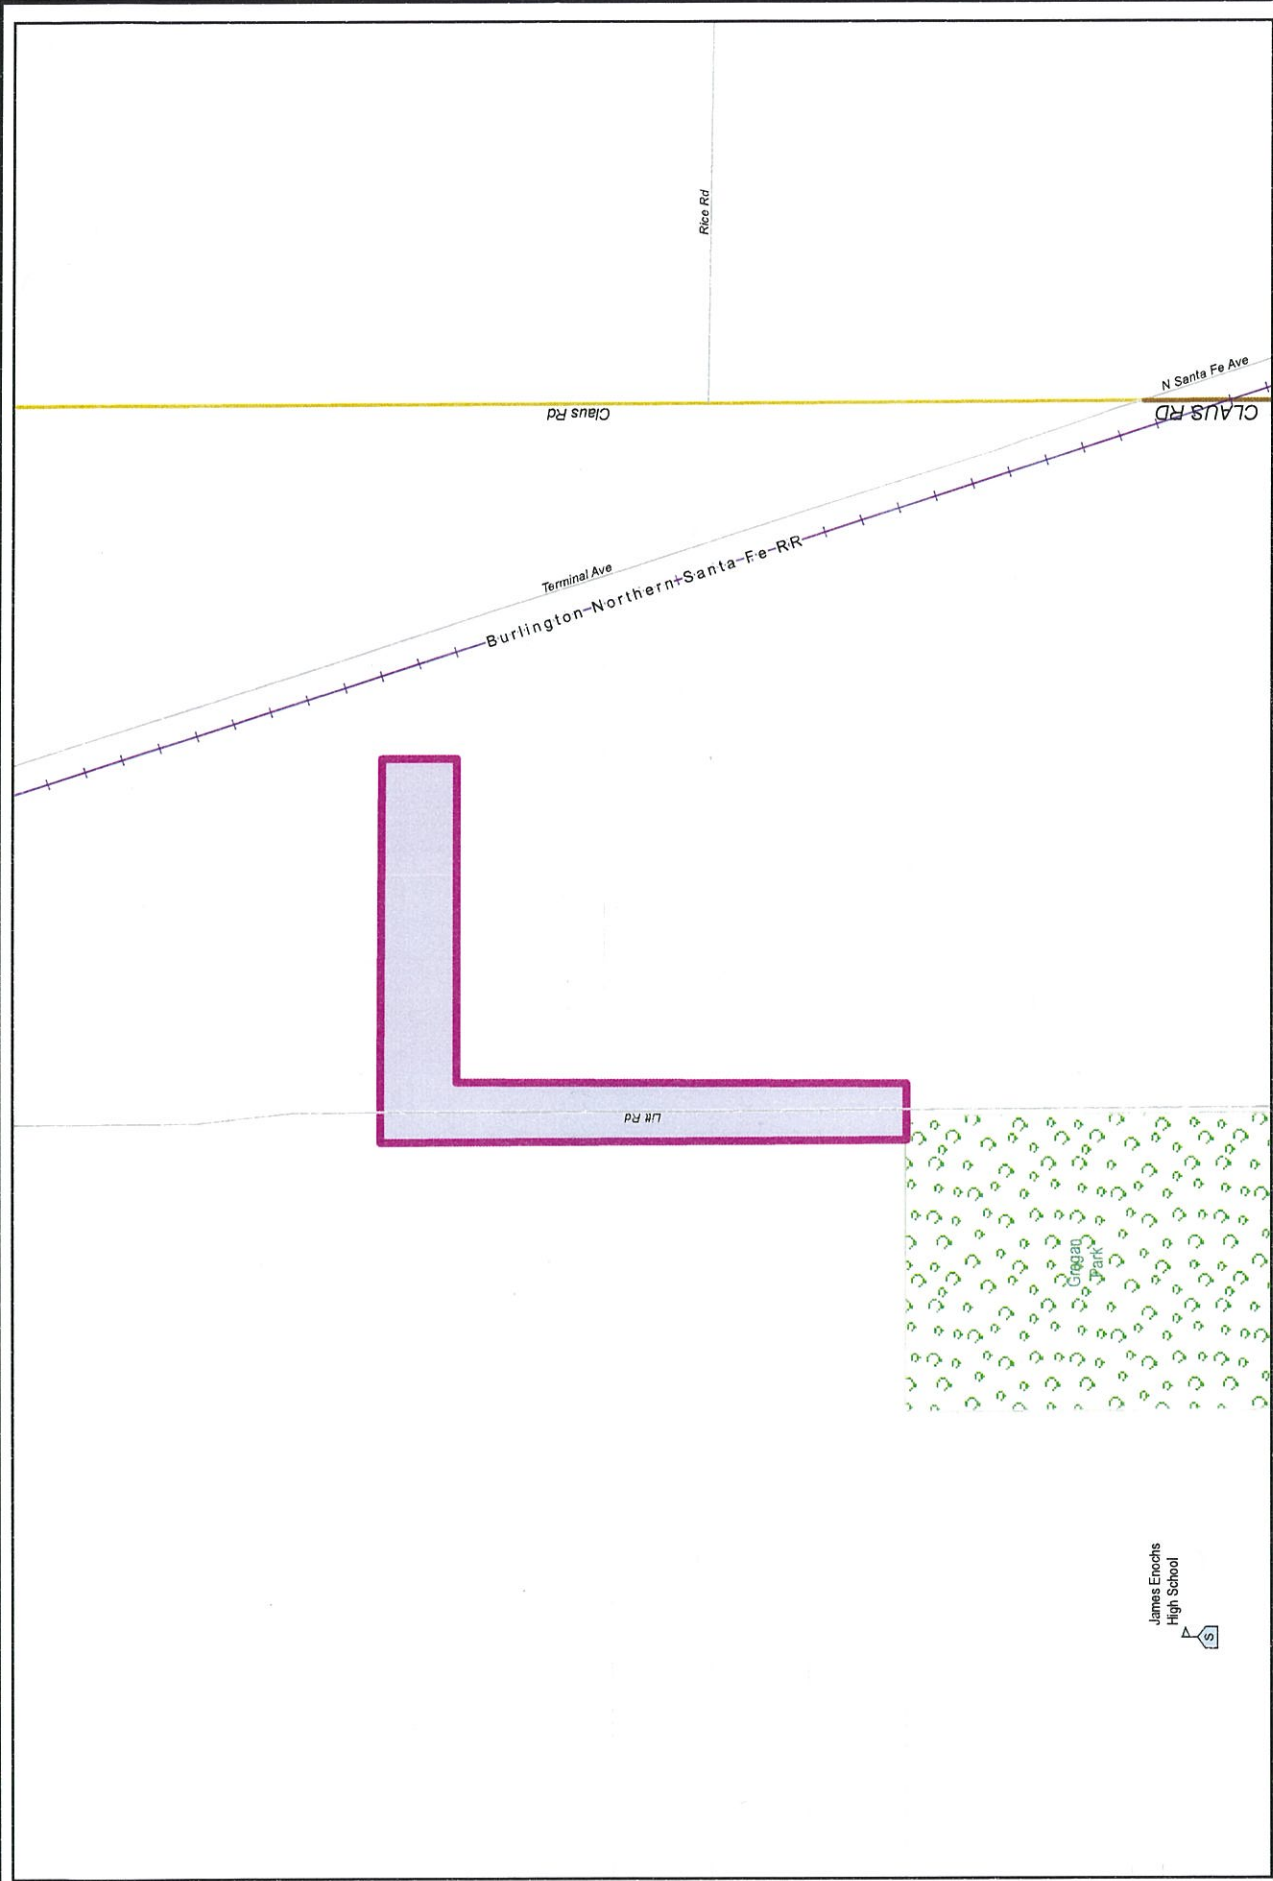 Rice Rd
Claus Rd
N Santa Fe Ave
CLAUS RD
Terminal Ave
Burlington Northern Santa Fe RR
Litt Rd
Grogan
Park
James Enochs
High School
S